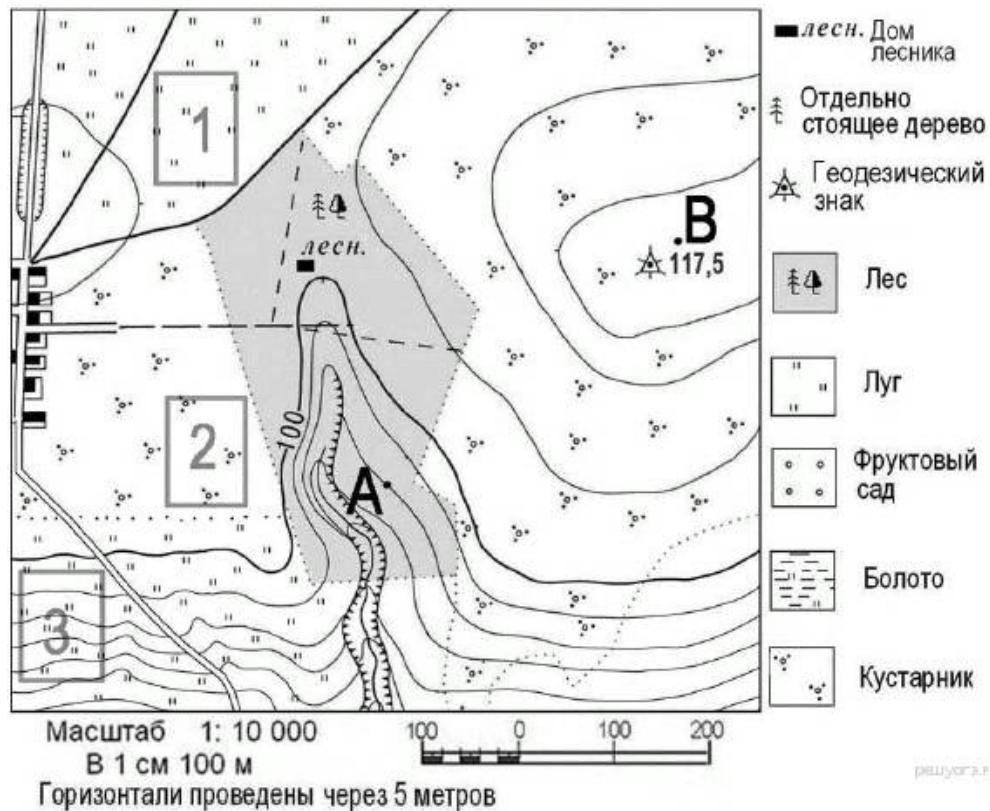 лесн. Дом
лесника
Отдельно
стоящее дерево
Геодезический
знак
Лес
Луг
Фруктовый
сад
Болото
Кустарник
1
лесн.
.В
117,5
100
2
А
3
Масштаб 1: 10 000
В 1 см 100 м
Горизонтали проведены через 5 метров
100 0 100 200